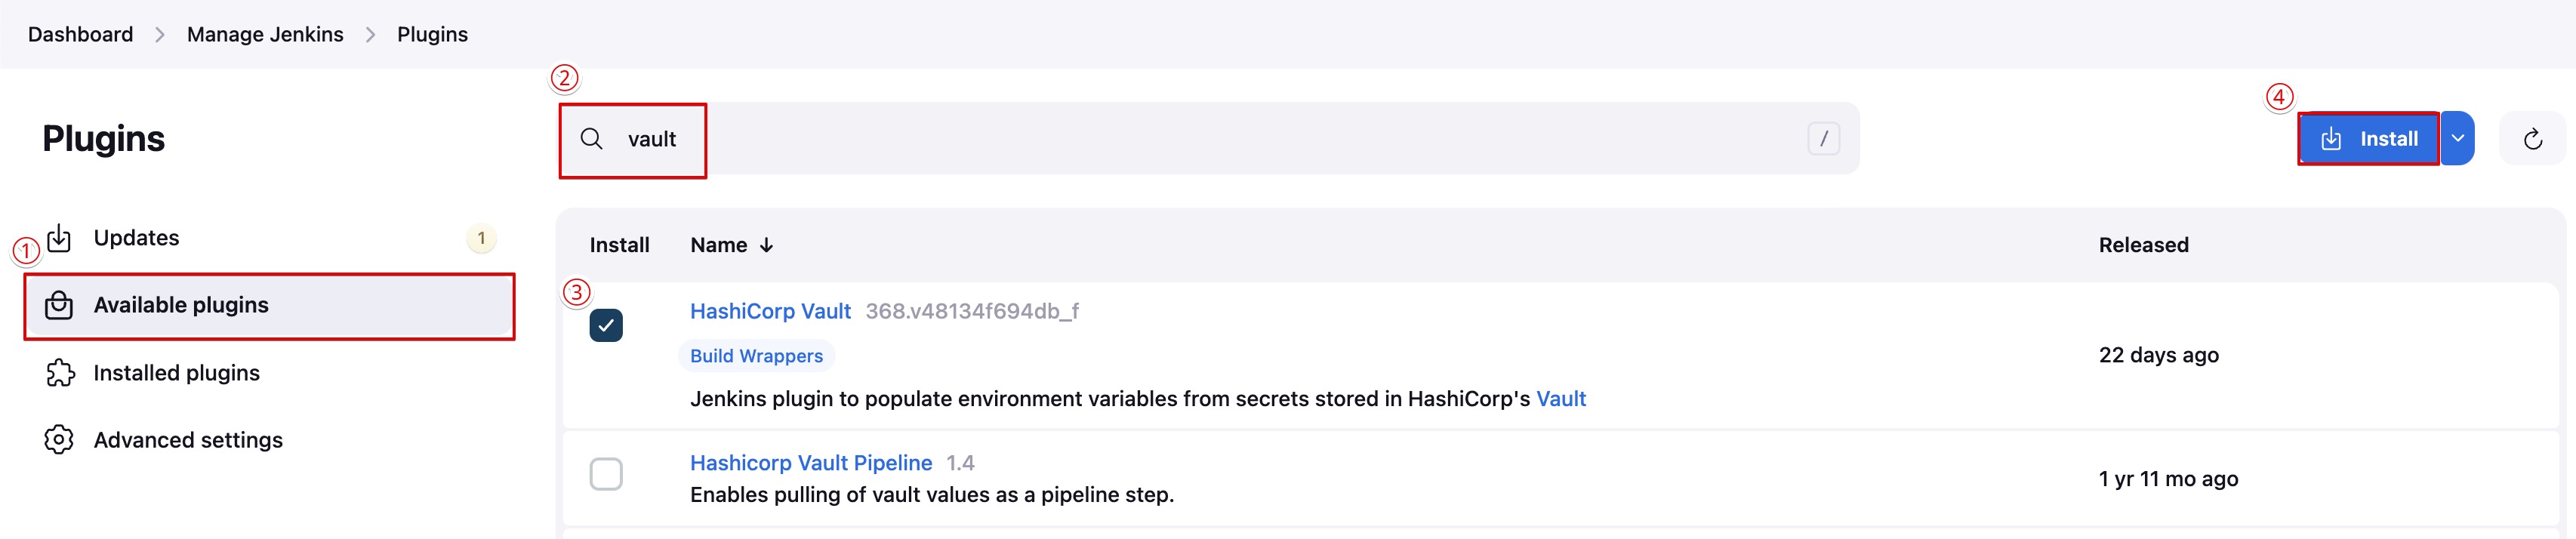 Dashboard > Manage Jenkins > Plugins
Plugins
② vault /
④ Install
Updates 1
① Available plugins
Installed plugins
Advanced settings
Install Name ↓ Released
③ HashiCorp Vault 368.v48134f694db_f
Build Wrappers
22 days ago
Jenkins plugin to populate environment variables from secrets stored in HashiCorp's Vault
Hashicorp Vault Pipeline 1.4
1 yr 11 mo ago
Enables pulling of vault values as a pipeline step.